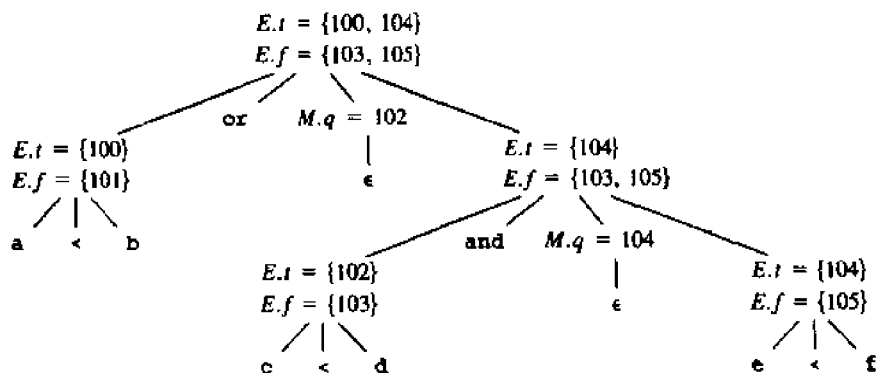 E.t = {100, 104}
E.f = {103, 105}
or M.q = 102
E.t = {100}
E.f = {101}
ϵ
E.t = {104}
E.f = {103, 105}
a < b
and M.q = 104
E.t = {102}
E.f = {103}
ϵ
E.t = {104}
E.f = {105}
c < d
e < f